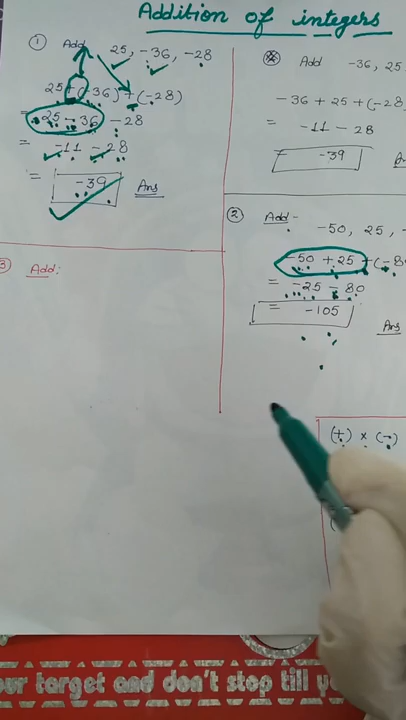 Addition of integers
① Add 25, -36, -28
25 + (-36) + (-28)
= 25 - 36 - 28
= -11 - 28
= -39 Ans
Add -36, 25
-36 + 25 + (-28
= -11 - 28
= -39
② Add - -50, 25, -
-50 + 25 + (-80
= -25 - 80
= -105
Ans
3 Add:
(+) × (-)
our target and don't stop till y